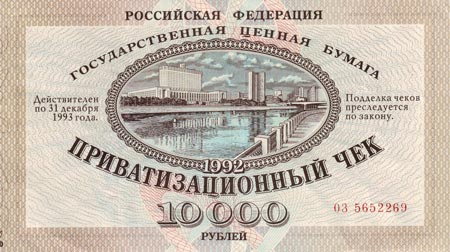 РОССИЙСКАЯ ФЕДЕРАЦИЯ
ГОСУДАРСТВЕННАЯ ЦЕННАЯ БУМАГА
Действителен
по 31 декабря
1993 года.
Подделка чеков
преследуется
по закону.
1992
ПРИВАТИЗАЦИОННЫЙ ЧЕК
10 000
РУБЛЕЙ
03 5652269